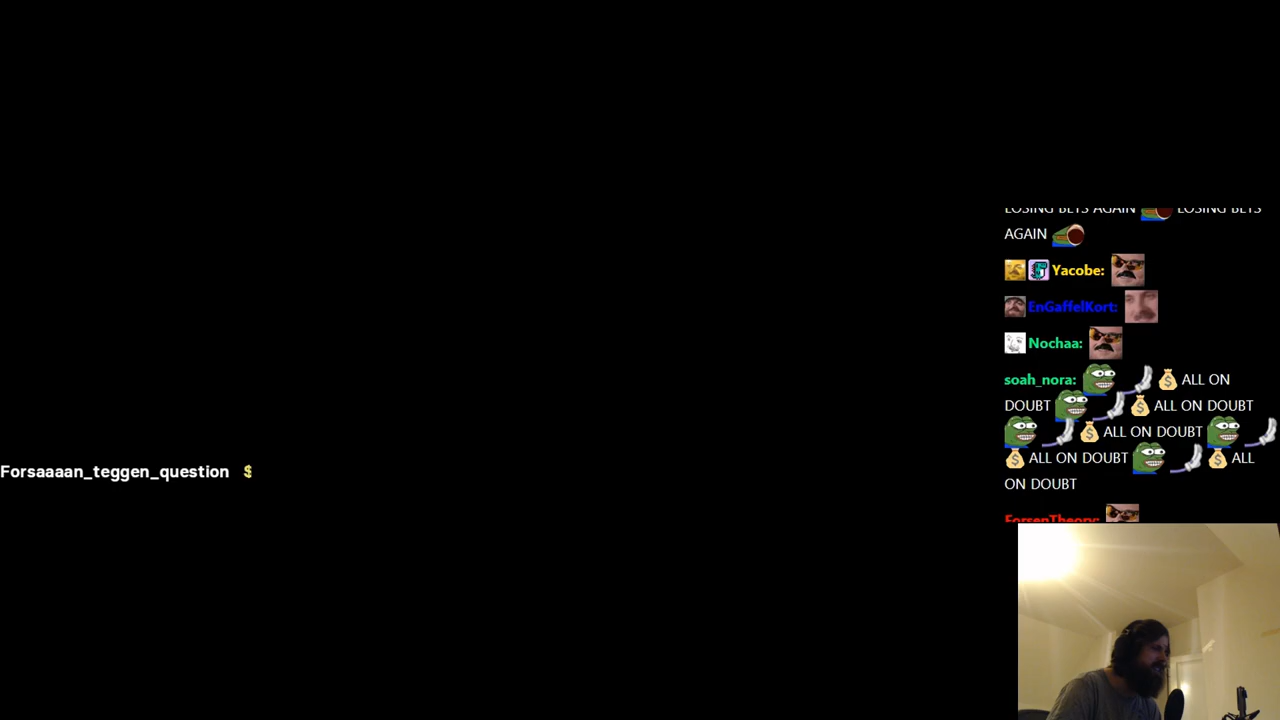 LOSING BETS AGAIN LOSING BETS
AGAIN
Yacobe:
EnGaffelKort:
Nochaa:
soah_nora: ALL ON
DOUBT ALL ON DOUBT
ALL ON DOUBT
ALL ON DOUBT ALL
ON DOUBT
Forsaaaan_teggen_question $
ForsenTheory: